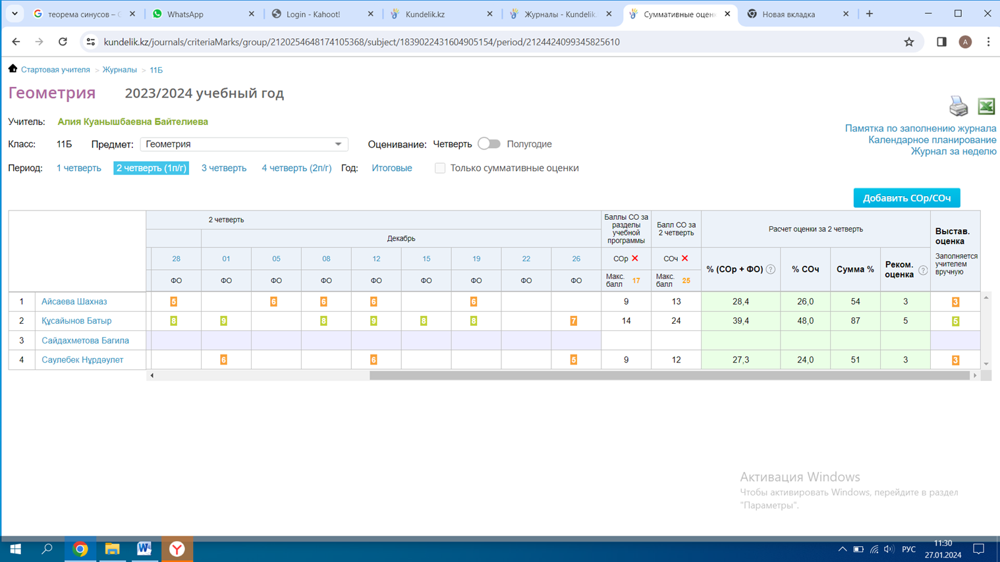 теорема синусов – G
WhatsApp
Login - Kahoot!
Kundelik.kz
Журналы - Kundelik.
Суммативные оцен
Новая вкладка
kundelik.kz/journals/criteriaMarks/group/2120254648174105368/subject/1839022431604905154/period/2124424099345825610
A
Стартовая учителя > Журналы > 11Б
Геометрия 2023/2024 учебный год
Учитель: Алия Куанышбаевна Байтелиева
Памятка по заполнению журнала
Календарное планирование
Журнал за неделю
Класс: 11Б Предмет: Геометрия Оценивание: Четверть Полугодие
Период: 1 четверть 2 четверть (1п/г) 3 четверть 4 четверть (2п/г) Год: Итоговые Только суммативные оценки
Добавить СОр/СОч
2 четверть
Декабрь
28 01 05 08 12 15 19 22 26
ФО ФО ФО ФО ФО ФО ФО ФО ФО
Баллы СО за
разделы
учебной
программы
СОр
Макс.
балл 17
Балл СО за
2 четверть
СОч
Макс.
балл 25
Расчет оценки за 2 четверть
% (СОр + ФО) ? % СОч Сумма % Реком.
оценка ?
Выстав.
оценка
Заполняется
учителем
вручную
1 Айсаева Шахназ 5 6 6 6 6 9 13 28,4 26,0 54 3 3
2 Құсайынов Батыр 8 9 8 9 8 8 7 14 24 39,4 48,0 87 5 5
3 Сайдахметова Багила
4 Саулебек Нұрдәулет 6 6 5 9 12 27,3 24,0 51 3 3
Активация Windows
Чтобы активировать Windows, перейдите в раздел
"Параметры".
РУС
11:30
27.01.2024